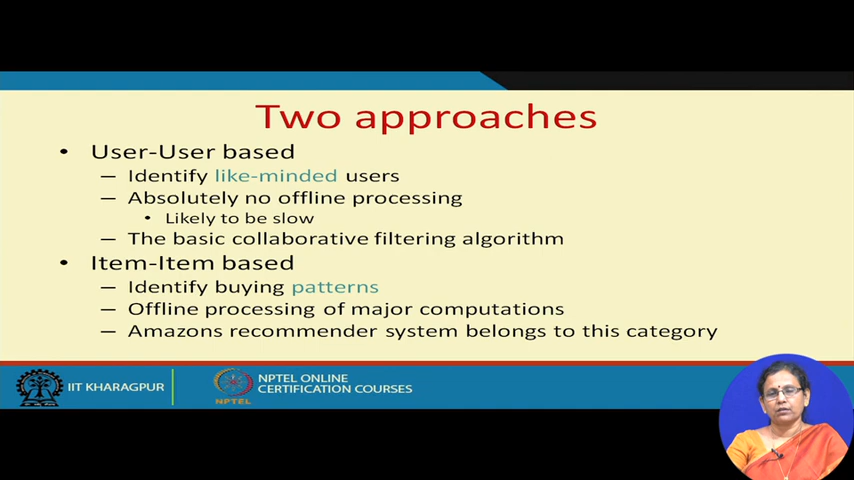 Two approaches
• User-User based
– Identify like-minded users
– Absolutely no offline processing
• Likely to be slow
– The basic collaborative filtering algorithm
• Item-Item based
– Identify buying patterns
– Offline processing of major computations
– Amazons recommender system belongs to this category
IIT KHARAGPUR
NPTEL
NPTEL ONLINE
CERTIFICATION COURSES